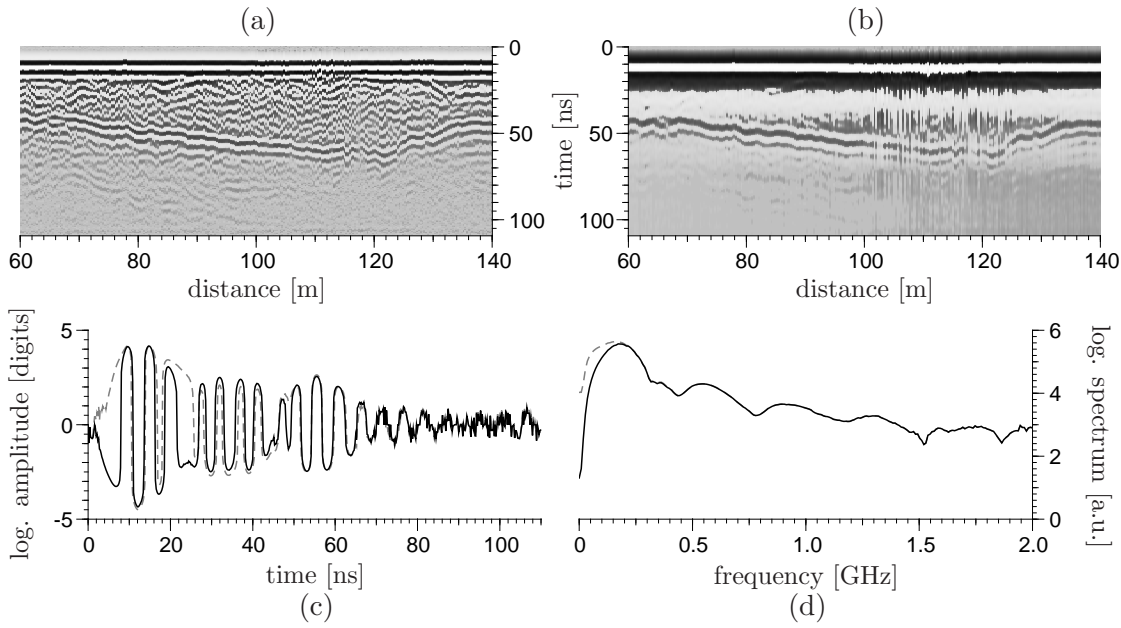 (a) (b)
0
50
100
time [ns]
0
50
100
60 80 100 120 140
60 80 100 120 140
distance [m] distance [m]
log. amplitude [digits]
5
0
-5
0 20 40 60 80 100
time [ns]
(c)
6
4
2
0
log. spectrum [a.u.]
0.5 1.0 1.5 2.0
frequency [GHz]
(d)